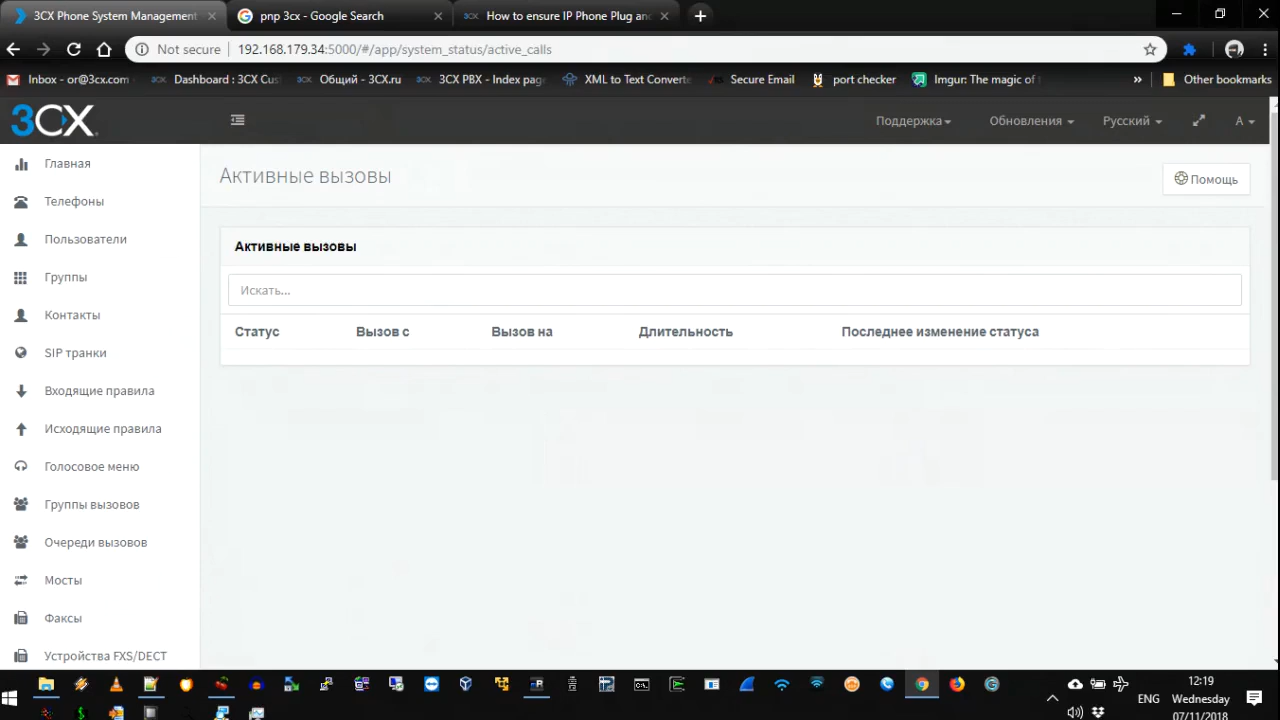 3CX Phone System Management
pnp 3cx - Google Search
How to ensure IP Phone Plug an
Not secure
192.168.179.34:5000/#/app/system_status/active_calls
Inbox - or@3cx.com
Dashboard : 3CX Cus
Общий - 3CX.ru
3CX PBX - Index page
XML to Text Converte
Secure Email
port checker
Imgur: The magic of
»
Other bookmarks
3CX
Поддержка
Обновления
Русский
A
Главная
Телефоны
Пользователи
Группы
Контакты
SIP транки
Входящие правила
Исходящие правила
Голосовое меню
Группы вызовов
Очереди вызовов
Мосты
Факсы
Устройства FXS/DECT
Активные вызовы
Помощь
Активные вызовы
Искать...
Статус
Вызов с
Вызов на
Длительность
Последнее изменение статуса
12:19
ENG
Wednesday
07/11/2018